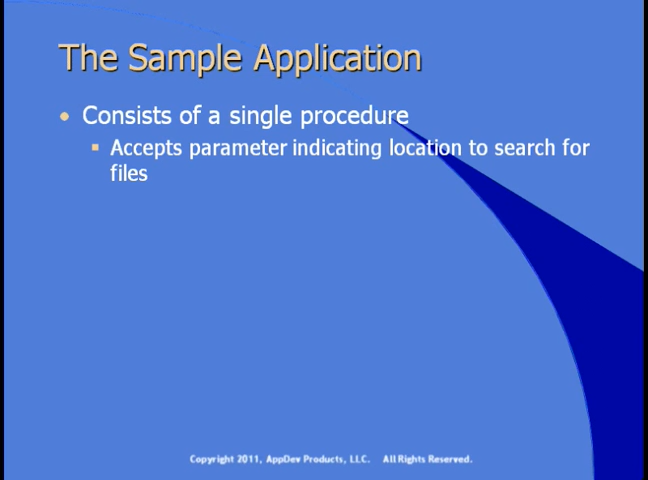 The Sample Application
• Consists of a single procedure
▪ Accepts parameter indicating location to search for
files
Copyright 2011, AppDev Products, LLC. All Rights Reserved.